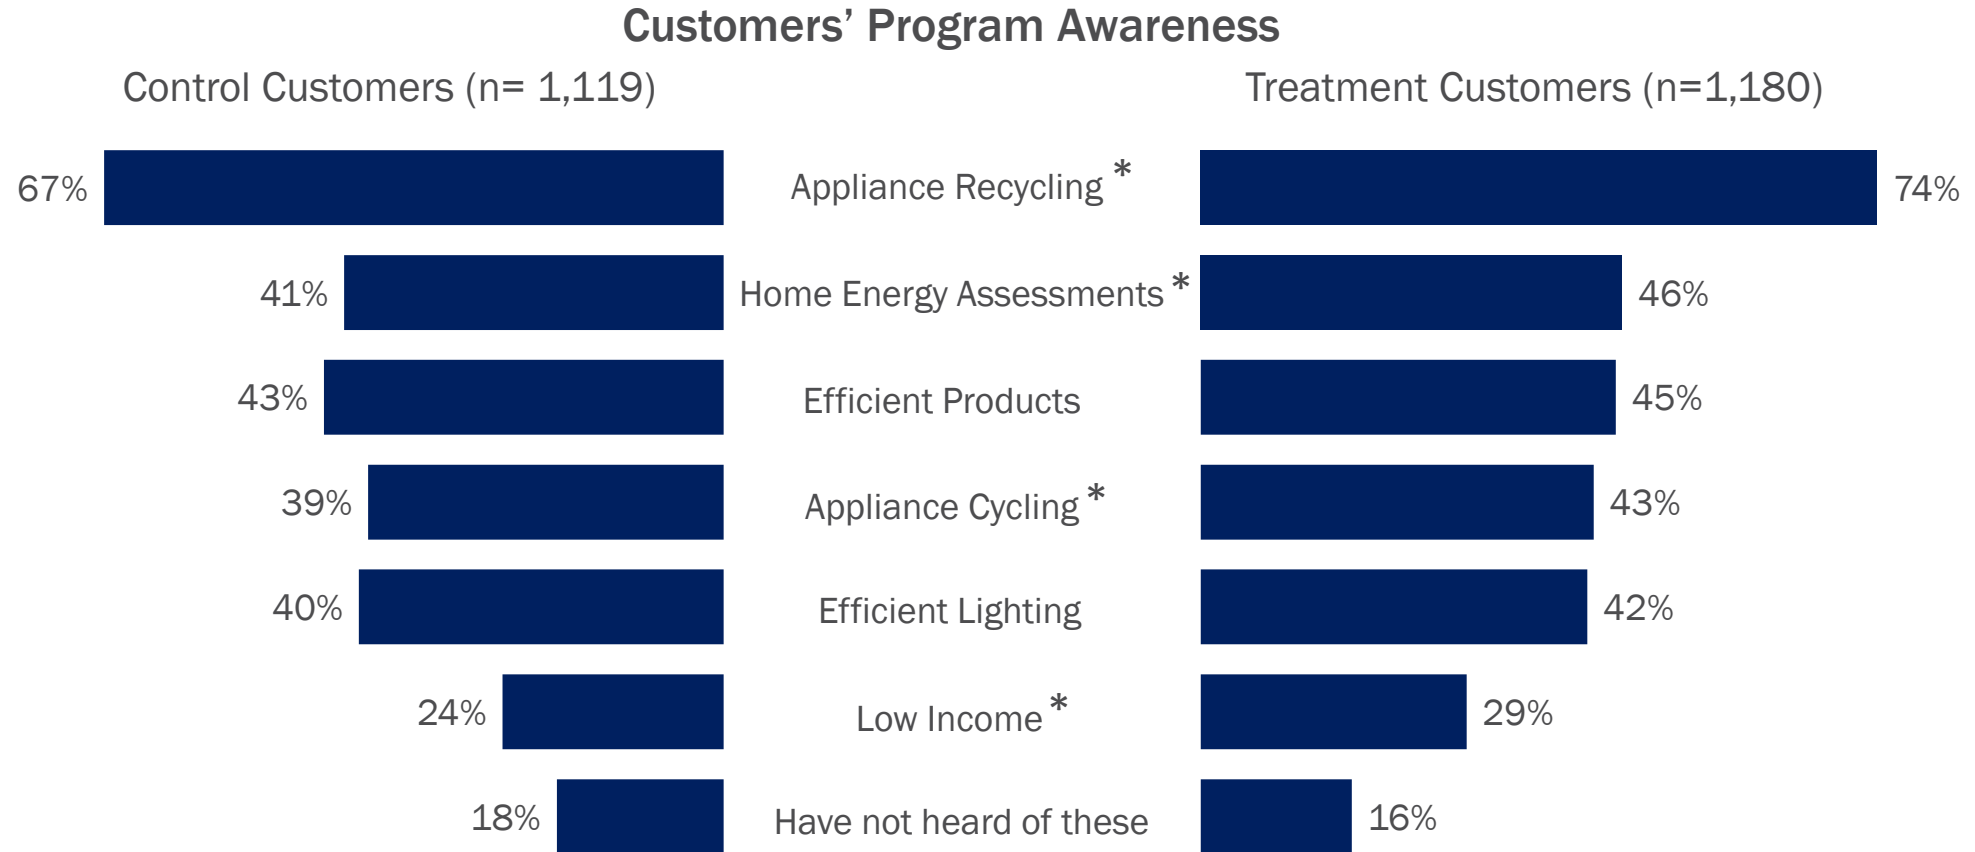 Customers’ Program Awareness
Control Customers (n= 1,119)
Treatment Customers (n=1,180)
67% Appliance Recycling * 74%
41% Home Energy Assessments * 46%
43% Efficient Products 45%
39% Appliance Cycling * 43%
40% Efficient Lighting 42%
24% Low Income * 29%
18% Have not heard of these 16%